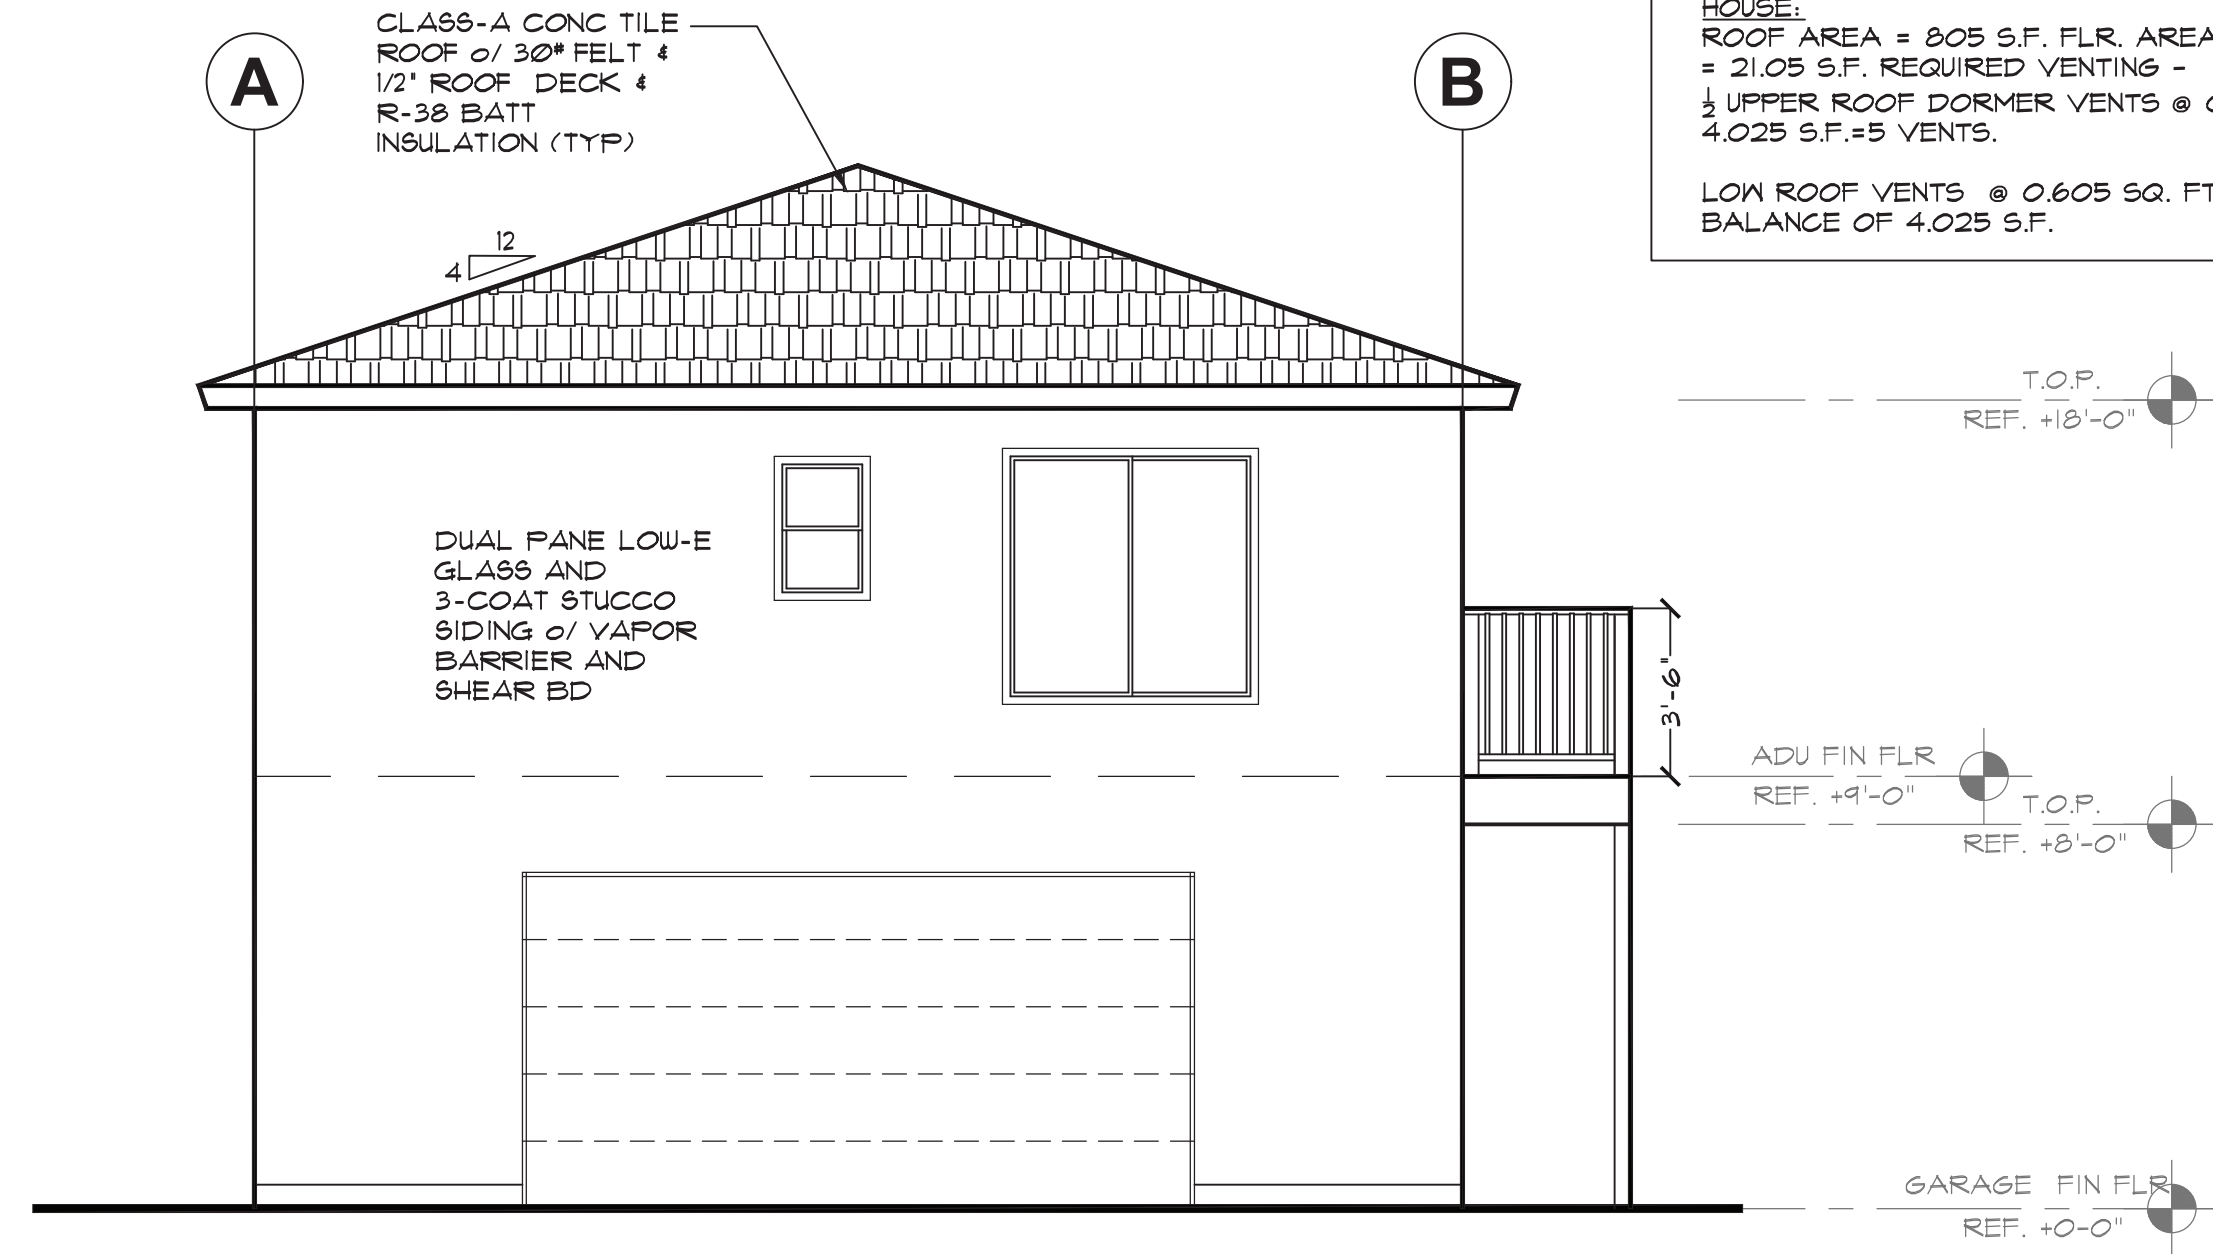 CLASS-A CONC TILE
ROOF o/ 30# FELT &
1/2" ROOF DECK &
R-38 BATT
INSULATION (TYP)
A
B
HOUSE:
ROOF AREA = 805 S.F. FLR. AREA
= 21.05 S.F. REQUIRED VENTING -
1/2 UPPER ROOF DORMER VENTS @
4.025 S.F.=5 VENTS.
LOW ROOF VENTS @ 0.605 SQ. FT
BALANCE OF 4.025 S.F.
12
4
T.O.P.
REF. +18'-0"
DUAL PANE LOW-E
GLASS AND
3-COAT STUCCO
SIDING o/ VAPOR
BARRIER AND
SHEAR BD
3'-6"
ADU FIN FLR
REF. +9'-0"
T.O.P.
REF. +8'-0"
GARAGE FIN FLR
REF. +0-0"